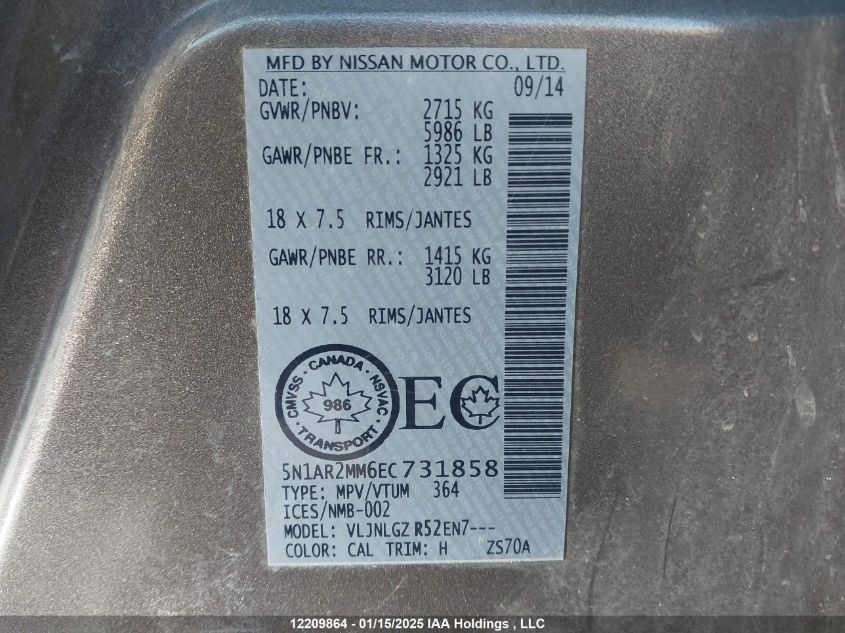 MFD BY NISSAN MOTOR CO., LTD.
DATE: 09/14
GVWR/PNBV: 2715 KG
5986 LB
GAWR/PNBE FR.: 1325 KG
2921 LB
18 X 7.5 RIMS/JANTES
GAWR/PNBE RR.: 1415 KG
3120 LB
18 X 7.5 RIMS/JANTES
CMVSS · CANADA · NSVAC · TRANSPORT ·
986
EC
5N1AR2MM6EC731858
TYPE: MPV/VTUM 364
ICES/NMB-002
MODEL: VLJNLGZ R52EN7---
COLOR: CAL TRIM: H ZS70A
12209864 - 01/15/2025 IAA Holdings , LLC